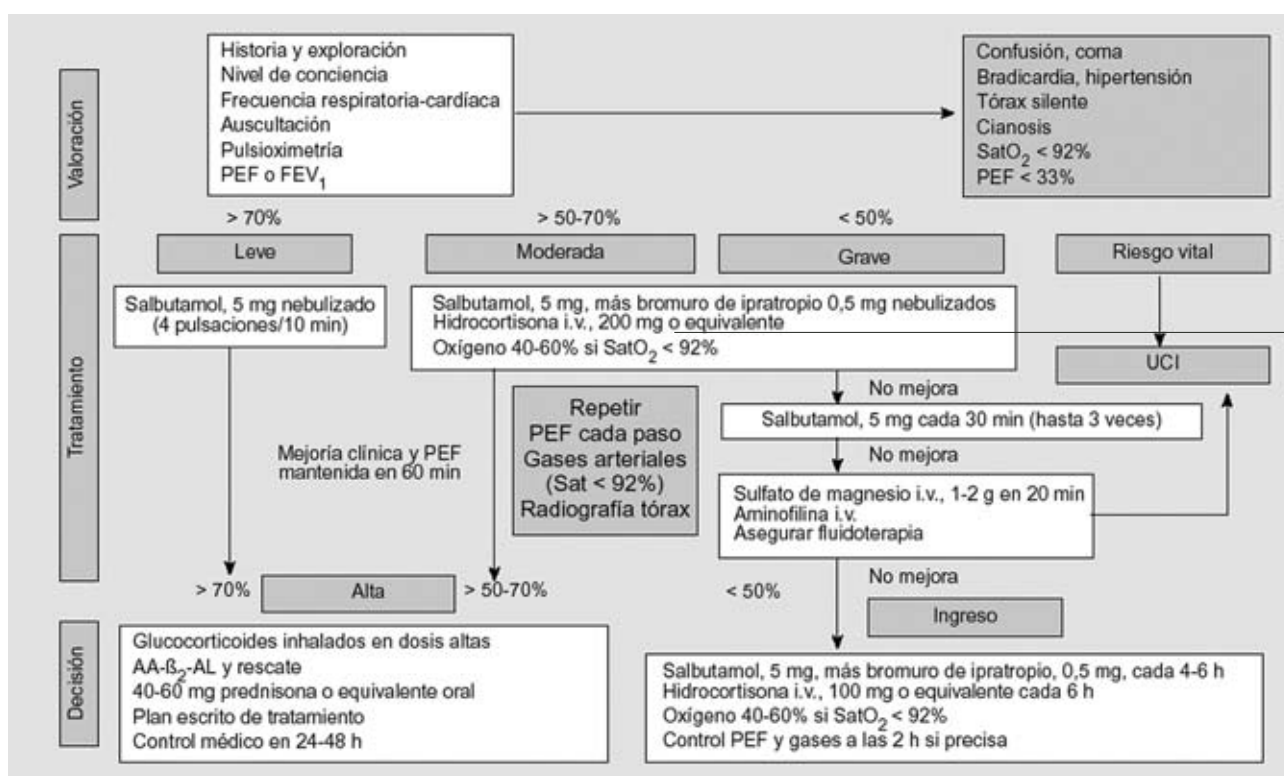 Valoración
Historia y exploración
Nivel de conciencia
Frecuencia respiratoria-cardíaca
Auscultación
Pulsioximetría
PEF o FEV1
Confusión, coma
Bradicardia, hipertensión
Tórax silente
Cianosis
SatO2 < 92%
PEF < 33%
> 70%
> 50-70%
< 50%
Tratamiento
Leve
Moderada
Grave
Riesgo vital
Salbutamol, 5 mg nebulizado
(4 pulsaciones/10 min)
Salbutamol, 5 mg, más bromuro de ipratropio 0,5 mg nebulizados
Hidrocortisona i.v., 200 mg o equivalente
Oxígeno 40-60% si SatO2 < 92%
UCI
No mejora
Salbutamol, 5 mg cada 30 min (hasta 3 veces)
Repetir
PEF cada paso
Gases arteriales
(Sat < 92%)
Radiografía tórax
Mejoría clínica y PEF
mantenida en 60 min
No mejora
Sulfato de magnesio i.v., 1-2 g en 20 min
Aminofilina i.v.
Asegurar fluidoterapia
> 70%
Alta
> 50-70%
< 50%
No mejora
Ingreso
Decisión
Glucocorticoides inhalados en dosis altas
AA-ß2-AL y rescate
40-60 mg prednisona o equivalente oral
Plan escrito de tratamiento
Control médico en 24-48 h
Salbutamol, 5 mg, más bromuro de ipratropio, 0,5 mg, cada 4-6 h
Hidrocortisona i.v., 100 mg o equivalente cada 6 h
Oxígeno 40-60% si SatO2 < 92%
Control PEF y gases a las 2 h si precisa